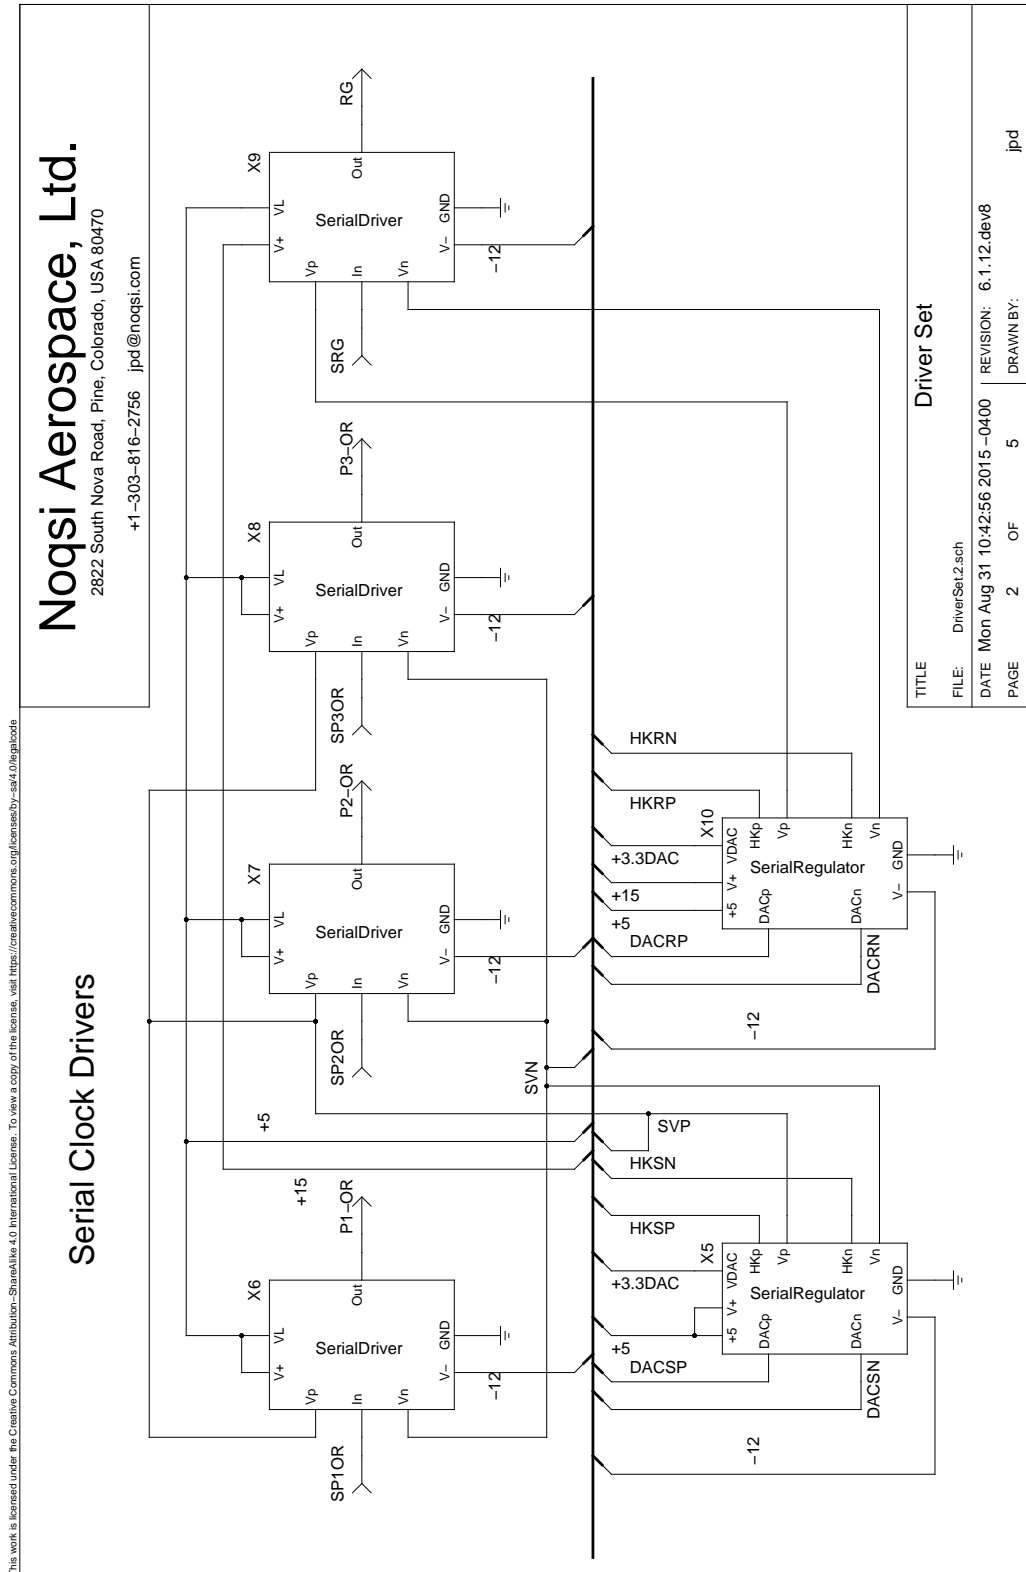 This work is licensed under the Creative Commons Attribution−ShareAlike 4.0 International License. To view a copy of the license, visit https://creativecommons.org/licenses/by−sa/4.0/legalcode
Serial Clock Drivers
Noqsi Aerospace, Ltd.
2822 South Nova Road, Pine, Colorado, USA 80470
+1−303−816−2756 jpd@noqsi.com
X6
V+ VL
Vp
SP1OR
In
SerialDriver
Out
P1−OR
Vn
V− GND
−12
+15
+5
X7
V+ VL
Vp
SP2OR
In
SerialDriver
Out
P2−OR
Vn
V− GND
−12
X8
V+ VL
Vp
SP3OR
In
SerialDriver
Out
P3−OR
Vn
V− GND
−12
X9
V+ VL
Vp
SRG
In
SerialDriver
Out
RG
Vn
V− GND
−12
SVN
SVP
−12
DACSN
DACSP
+5
+3.3DAC
HKSP
HKSN
X5
+5 V+ VDAC
DACp
HKp
Vp
SerialRegulator
DACn
HKn
Vn
V− GND
−12
DACRN
DACRP
+5
+15
+3.3DAC
HKRP
HKRN
X10
+5 V+ VDAC
DACp
HKp
Vp
SerialRegulator
DACn
HKn
Vn
V− GND
TITLE
Driver Set
FILE: DriverSet.2.sch
DATE Mon Aug 31 10:42:56 2015 −0400
REVISION: 6.1.12.dev8
PAGE 2 OF 5
DRAWN BY: jpd